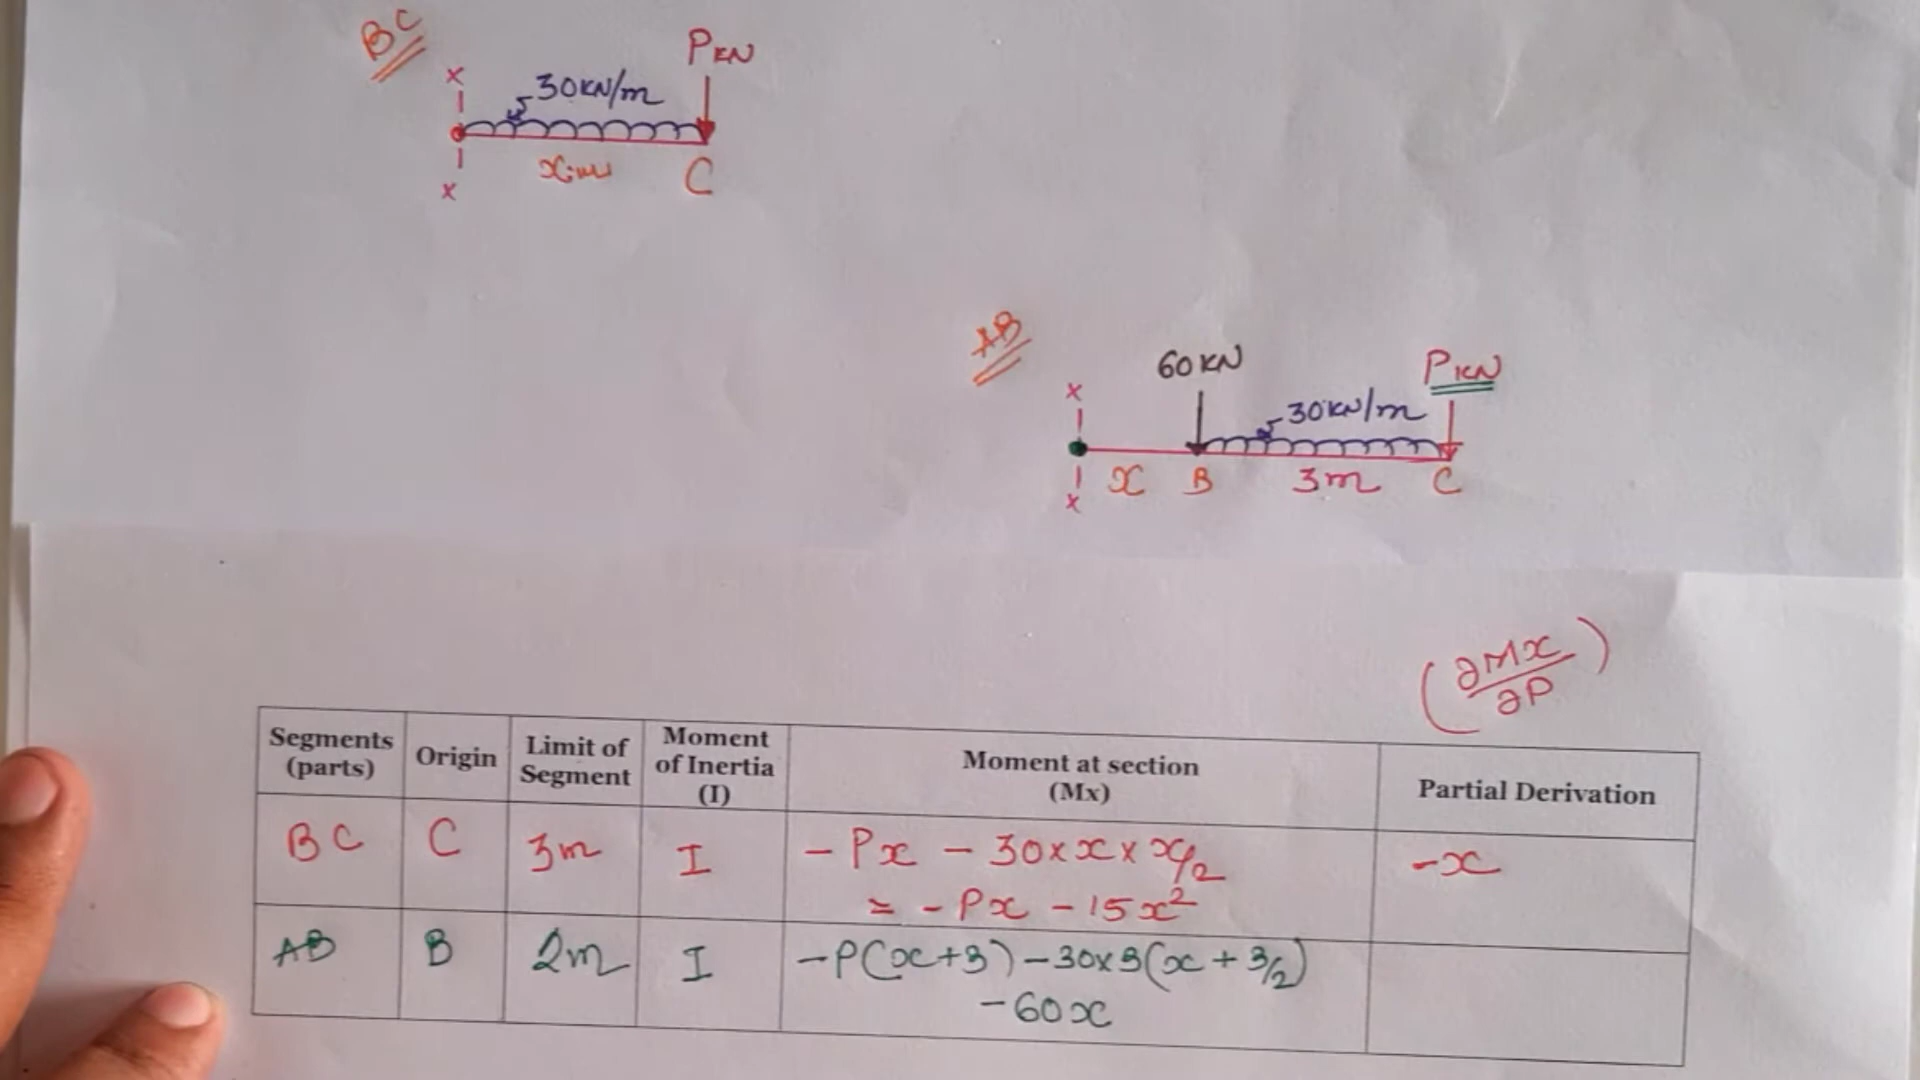 BC
PKN
30KN/m
x
x
xm
C
AB
60KN
PKN
30KN/m
x
x
x B 3m C
(∂Mx/∂P)
Segments (parts)
Origin
Limit of Segment
Moment of Inertia (I)
Moment at section (Mx)
Partial Derivation
BC C 3m I -Px - 30×x×x/2 -x
= -Px - 15x²
AB B 2m I -P(x+3) - 30×3(x+3/2)
-60x